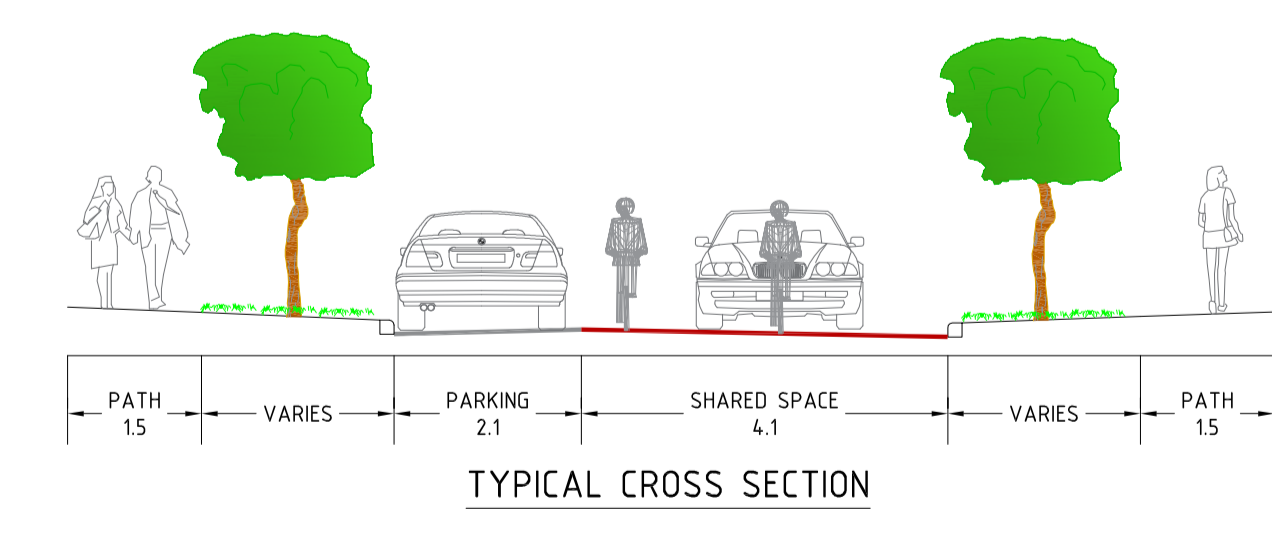 PATH
1.5
VARIES
PARKING
2.1
SHARED SPACE
4.1
VARIES
PATH
1.5
TYPICAL CROSS SECTION